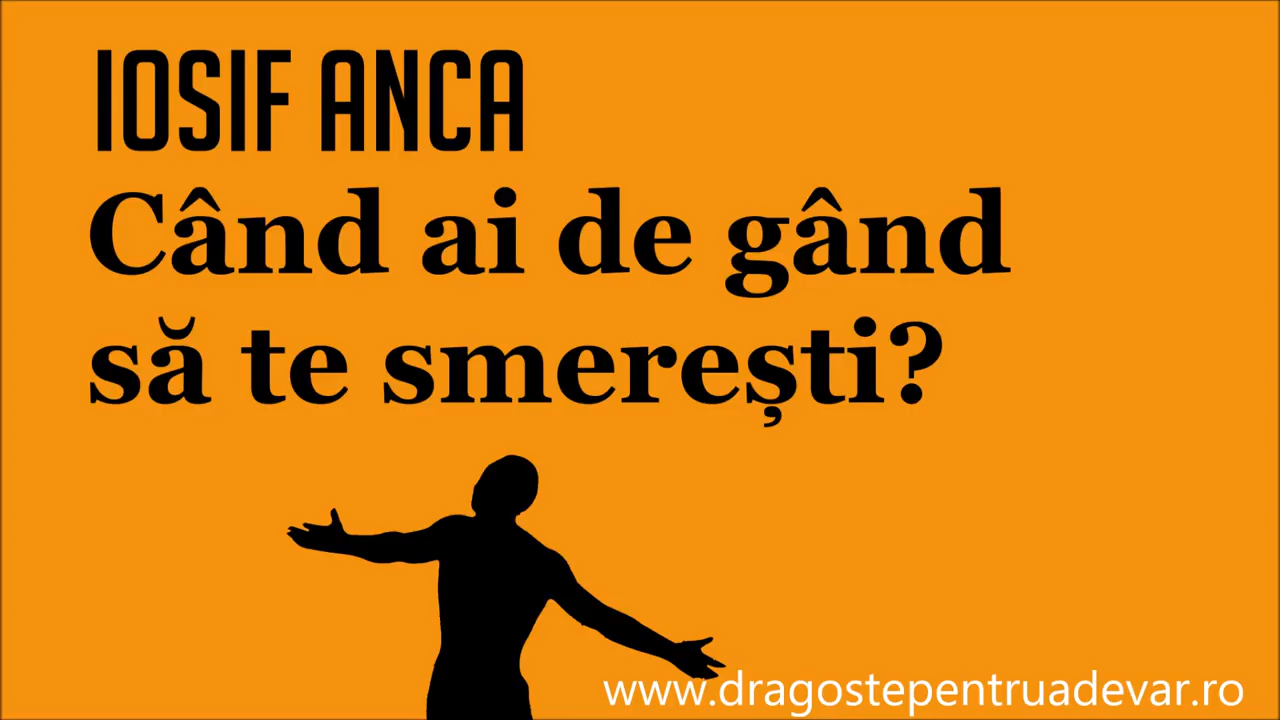 IOSIF ANCA
Când ai de gând
să te smerești?
www.dragostepentruadevar.ro